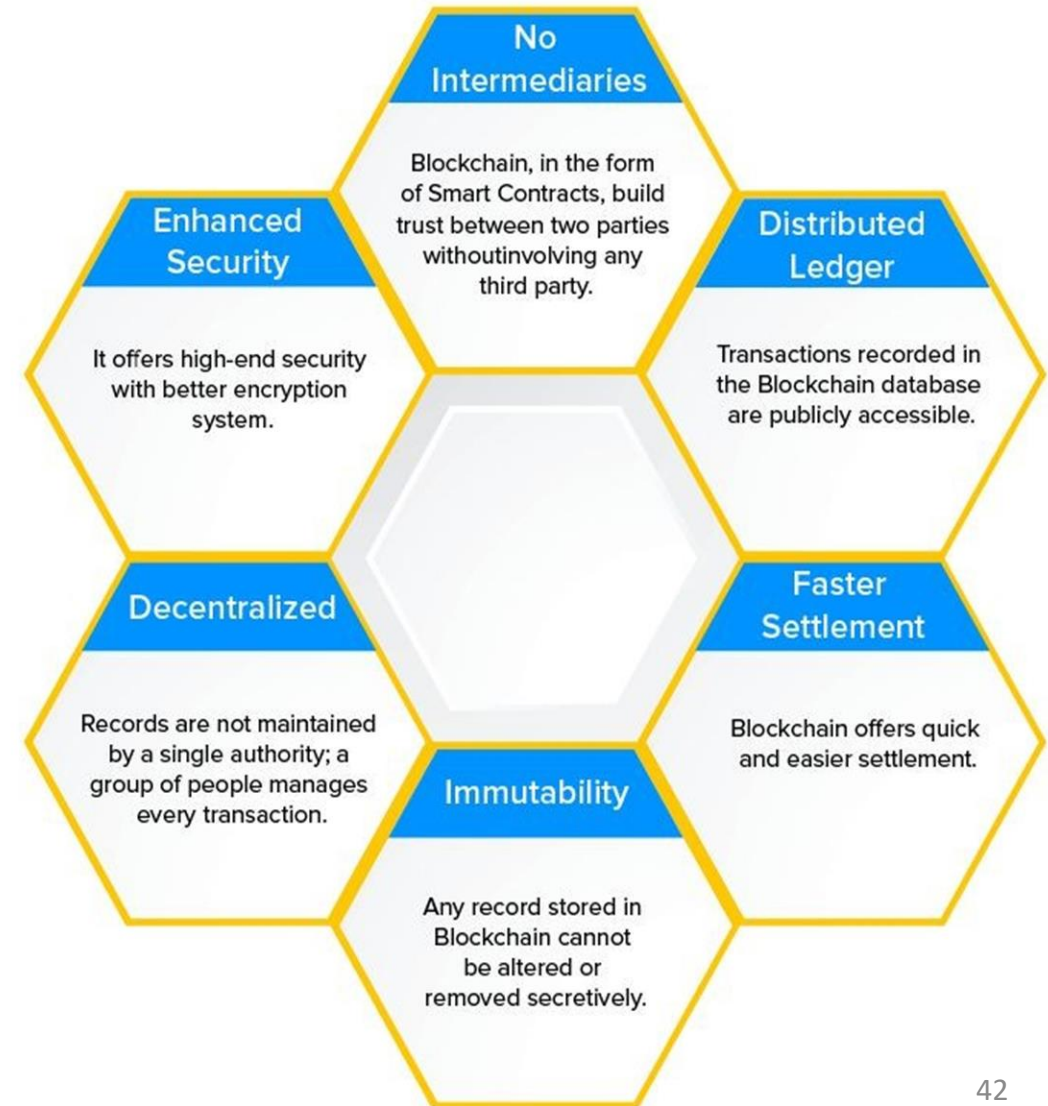 No
Intermediaries
Blockchain, in the form
of Smart Contracts, build
trust between two parties
withoutinvolving any
third party.
Enhanced
Security
It offers high-end security
with better encryption
system.
Distributed
Ledger
Transactions recorded in
the Blockchain database
are publicly accessible.
Decentralized
Records are not maintained
by a single authority; a
group of people manages
every transaction.
Faster
Settlement
Blockchain offers quick
and easier settlement.
Immutability
Any record stored in
Blockchain cannot
be altered or
removed secretively.
42